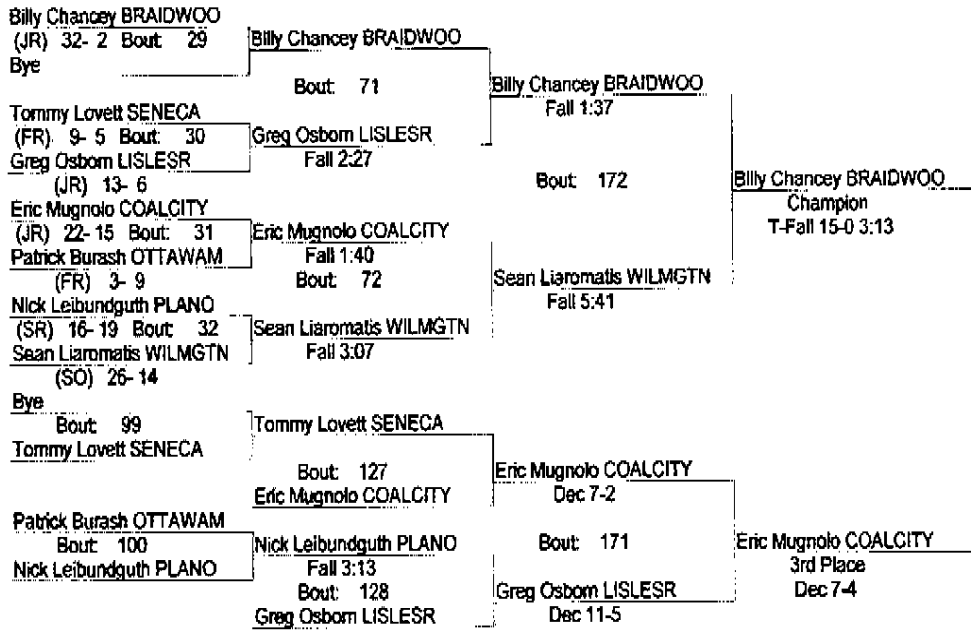 Billy Chancey BRAIDWOO
(JR) 32- 2 Bout: 29
Bye
Billy Chancey BRAIDWOO
Bout: 71
Billy Chancey BRAIDWOO
Fall 1:37
Tommy Lovett SENECA
(FR) 9- 5 Bout: 30
Greg Osborn LISLESR
(JR) 13- 6
Greg Osborn LISLESR
Fall 2:27
Bout: 172
Billy Chancey BRAIDWOO
Champion
T-Fall 15-0 3:13
Eric Mugnolo COALCITY
(JR) 22- 15 Bout: 31
Patrick Burash OTTAWAM
(FR) 3- 9
Eric Mugnolo COALCITY
Fall 1:40
Bout: 72
Sean Liaromatis WILMGTN
Fall 5:41
Nick Leibundguth PLANO
(SR) 16- 19 Bout: 32
Sean Liaromatis WILMGTN
(SO) 26- 14
Sean Liaromatis WILMGTN
Fall 3:07
Bye
Bout: 99
Tommy Lovett SENECA
Tommy Lovett SENECA
Bout: 127
Eric Mugnolo COALCITY
Eric Mugnolo COALCITY
Dec 7-2
Patrick Burash OTTAWAM
Bout: 100
Nick Leibundguth PLANO
Nick Leibundguth PLANO
Fall 3:13
Bout: 128
Greg Osborn LISLESR
Bout: 171
Greg Osborn LISLESR
Dec 11-5
Eric Mugnolo COALCITY
3rd Place
Dec 7-4